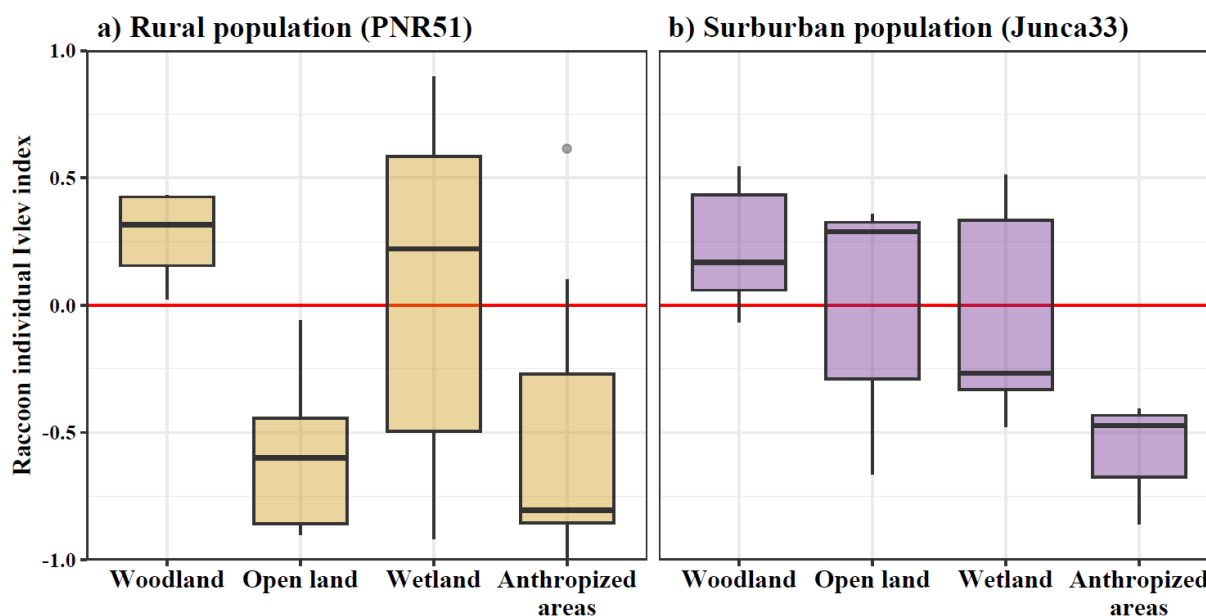 a) Rural population (PNR51)
b) Surburban population (Junca33)
Raccoon individual Ivlev index
1.0
0.5
0.0
-0.5
-1.0
Woodland
Open land
Wetland
Anthropized
areas
Woodland
Open land
Wetland
Anthropized
areas